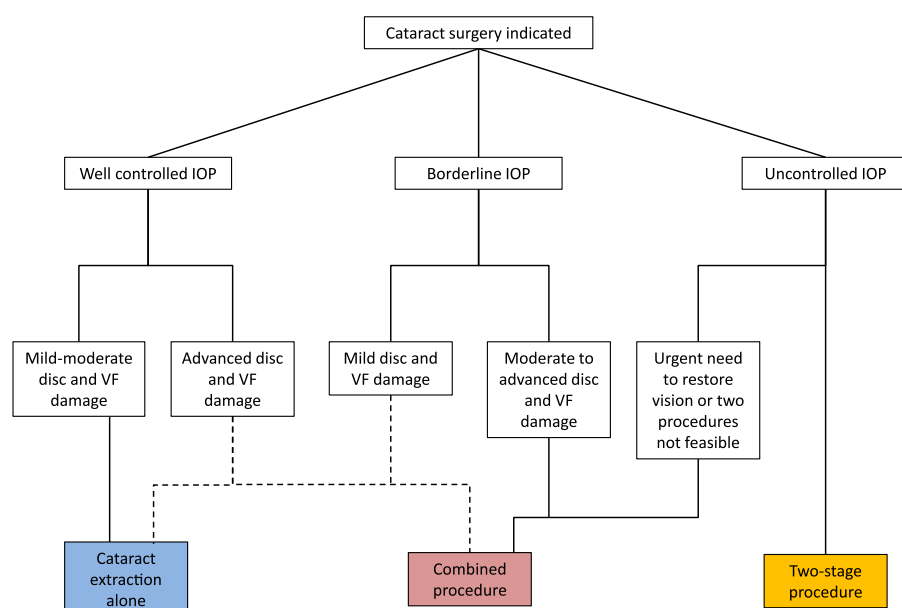 Cataract surgery indicated
Well controlled IOP
Borderline IOP
Uncontrolled IOP
Mild-moderate
disc and VF
damage
Advanced disc
and VF
damage
Mild disc and
VF damage
Moderate to
advanced disc
and VF
damage
Urgent need
to restore
vision or two
procedures
not feasible
Cataract
extraction
alone
Combined
procedure
Two-stage
procedure